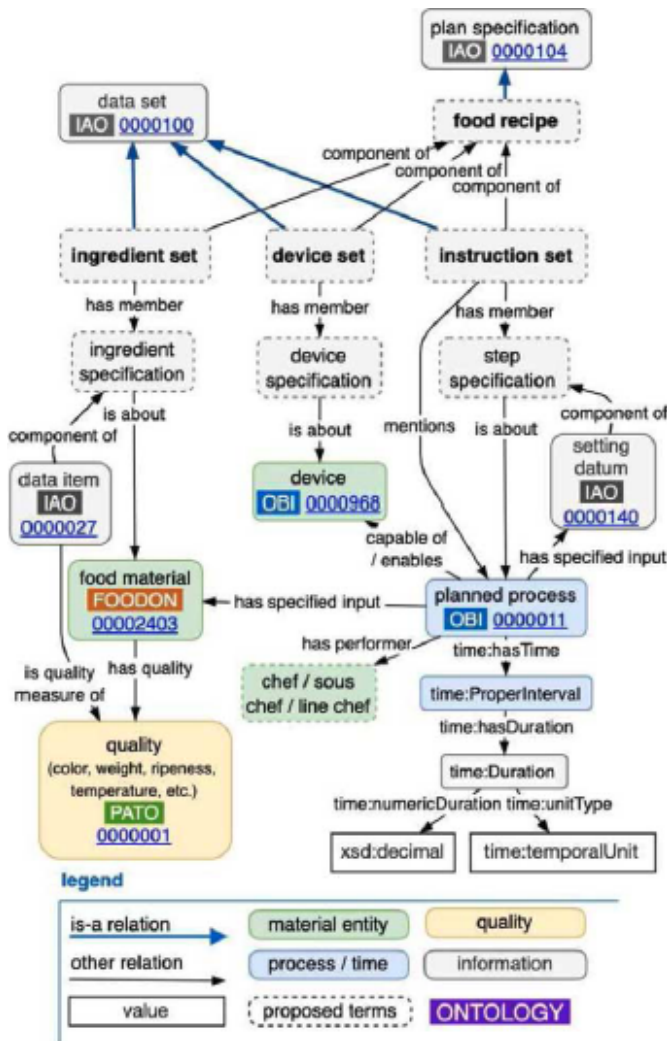 plan specification
IAO 0000104
data set
IAO 0000100
food recipe
component of
component of
component of
ingredient set
device set
instruction set
has member
has member
has member
ingredient
specification
device
specification
step
specification
is about
is about
mentions
is about
component of
component of
data item
IAO
0000027
device
OBI 0000968
setting
datum
IAO
0000140
capable of
/ enables
has specified input
food material
FOODON
00002403
has specified input
planned process
OBI 0000011
has performer
time:hasTime
is quality
measure of
has quality
chef / sous
chef / line chef
time:ProperInterval
time:hasDuration
quality
(color, weight, ripeness,
temperature, etc.)
PATO
0000001
time:Duration
time:numericDuration time:unitType
xsd:decimal
time:temporalUnit
legend
is-a relation
material entity
quality
other relation
process / time
information
value
proposed terms
ONTOLOGY